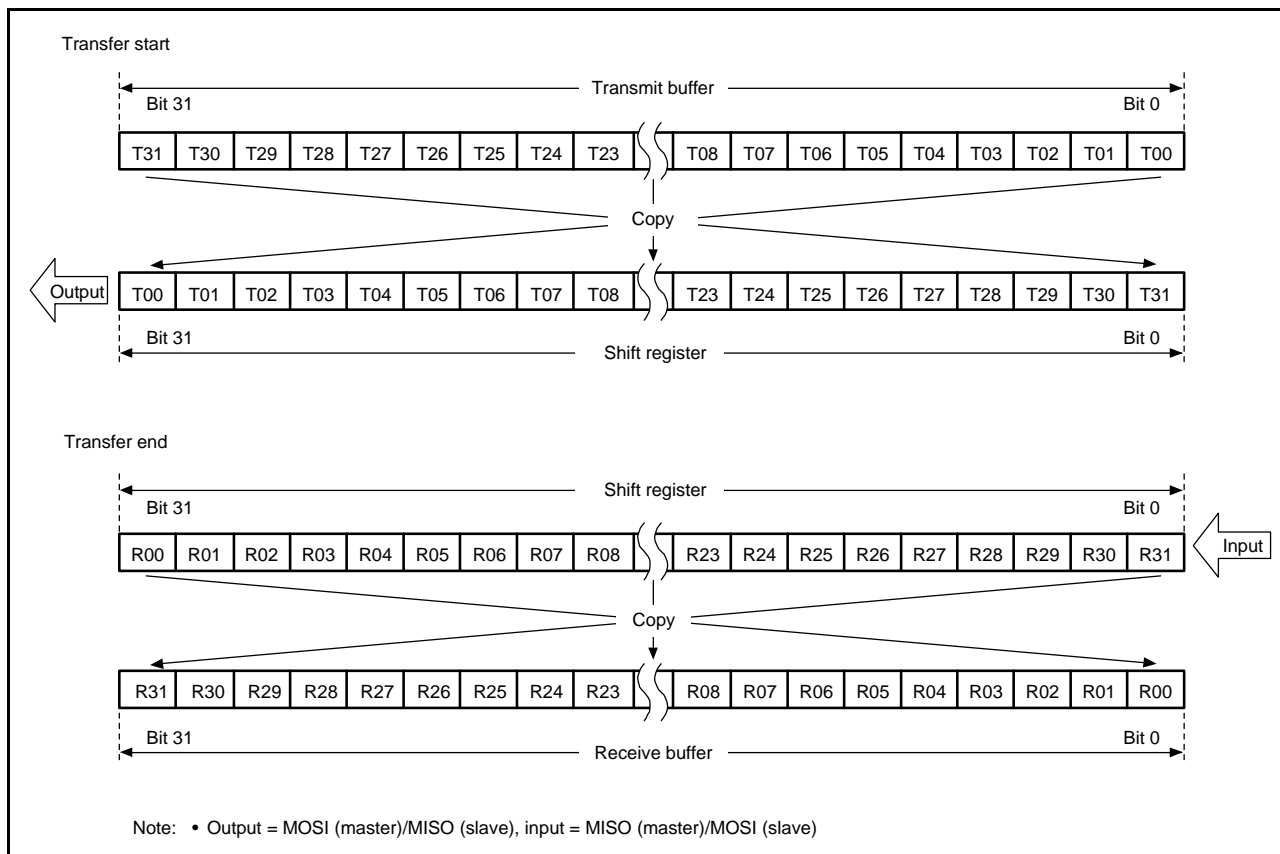 Transfer start
Transmit buffer
Bit 31 Bit 0
T31 T30 T29 T28 T27 T26 T25 T24 T23 T08 T07 T06 T05 T04 T03 T02 T01 T00
Copy
Output
T00 T01 T02 T03 T04 T05 T06 T07 T08 T23 T24 T25 T26 T27 T28 T29 T30 T31
Bit 31 Bit 0
Shift register
Transfer end
Shift register
Bit 31 Bit 0
R00 R01 R02 R03 R04 R05 R06 R07 R08 R23 R24 R25 R26 R27 R28 R29 R30 R31
Input
Copy
R31 R30 R29 R28 R27 R26 R25 R24 R23 R08 R07 R06 R05 R04 R03 R02 R01 R00
Bit 31 Bit 0
Receive buffer
Note: • Output = MOSI (master)/MISO (slave), input = MISO (master)/MOSI (slave)